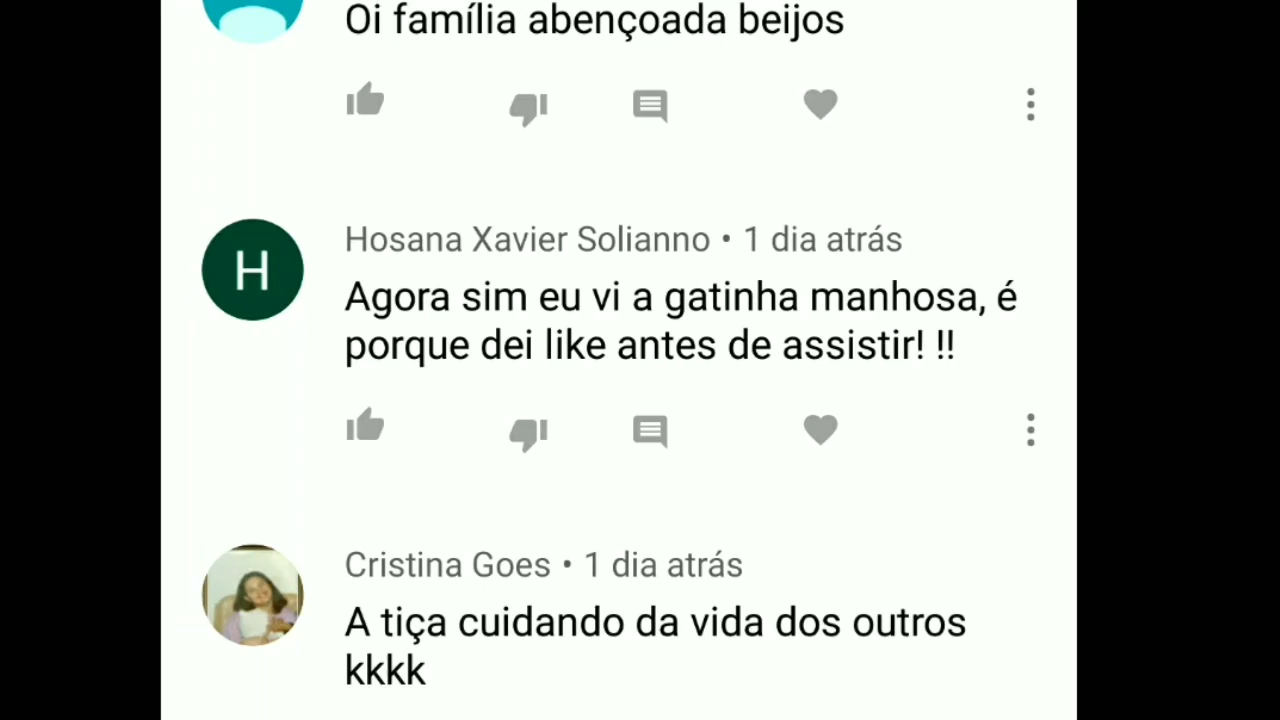 Oi família abençoada beijos
H
Hosana Xavier Solianno • 1 dia atrás
Agora sim eu vi a gatinha manhosa, é
porque dei like antes de assistir! !!
Cristina Goes • 1 dia atrás
A tiça cuidando da vida dos outros
kkkk